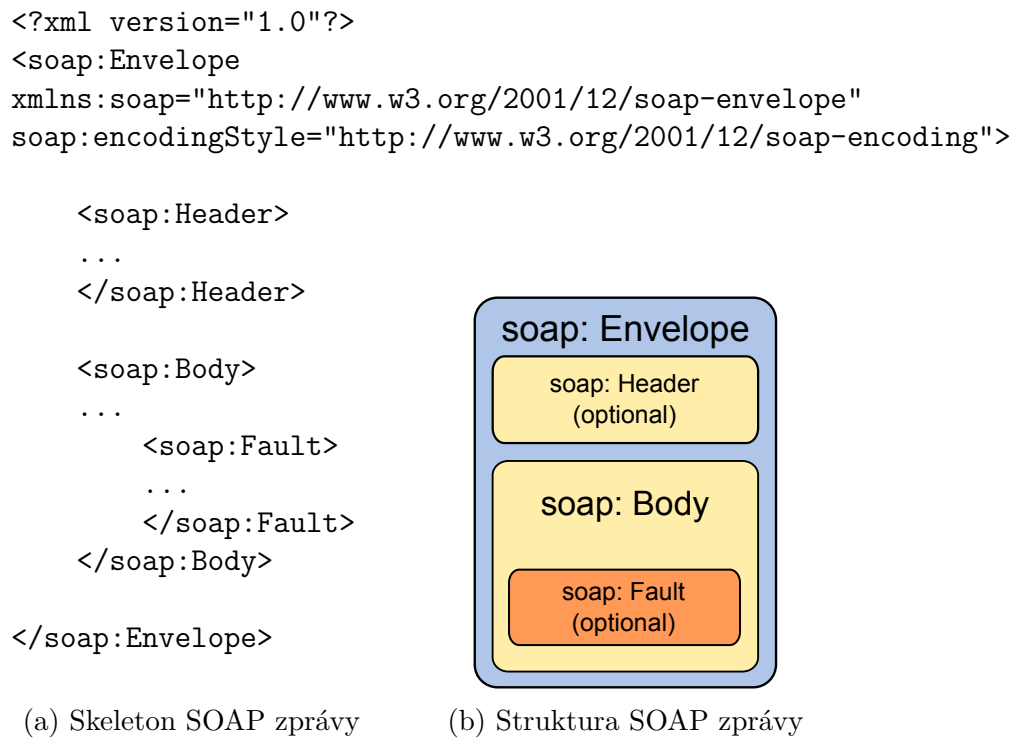 <?xml version="1.0"?>
<soap:Envelope
xmlns:soap="http://www.w3.org/2001/12/soap-envelope"
soap:encodingStyle="http://www.w3.org/2001/12/soap-encoding">
<soap:Header>
...
</soap:Header>
<soap:Body>
...
<soap:Fault>
...
</soap:Fault>
</soap:Body>
</soap:Envelope>
(a) Skeleton SOAP zprávy
soap: Envelope
soap: Header
(optional)
soap: Body
soap: Fault
(optional)
(b) Struktura SOAP zprávy